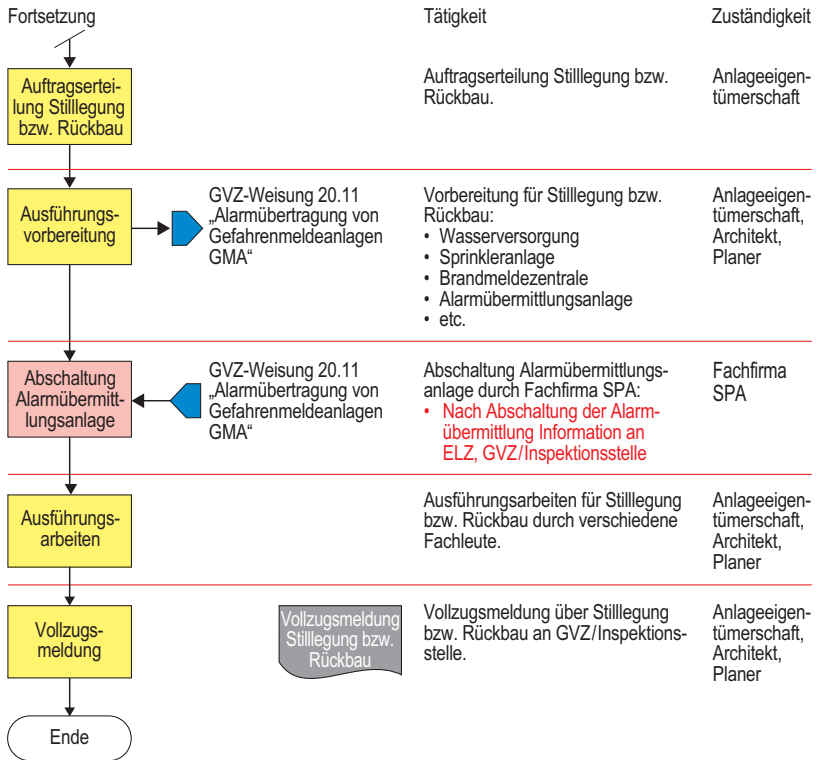 Fortsetzung
Tätigkeit
Zuständigkeit
Auftragsertei-
lung Stilllegung
bzw. Rückbau
Auftragserteilung Stilllegung bzw.
Rückbau.
Anlageeigen-
tümerschaft
Ausführungs-
vorbereitung
GVZ-Weisung 20.11
„Alarmübertragung von
Gefahrenmeldeanlagen
GMA“
Vorbereitung für Stilllegung bzw.
Rückbau:
• Wasserversorgung
• Sprinkleranlage
• Brandmeldezentrale
• Alarmübermittlungsanlage
• etc.
Anlageeigen-
tümerschaft,
Architekt,
Planer
Abschaltung
Alarmübermitt-
lungsanlage
GVZ-Weisung 20.11
„Alarmübertragung von
Gefahrenmeldeanlagen
GMA“
Abschaltung Alarmübermittlungs-
anlage durch Fachfirma SPA:
• Nach Abschaltung der Alarm-
übermittlung Information an
ELZ, GVZ/Inspektionsstelle
Fachfirma
SPA
Ausführungs-
arbeiten
Ausführungsarbeiten für Stilllegung
bzw. Rückbau durch verschiedene
Fachleute.
Anlageeigen-
tümerschaft,
Architekt,
Planer
Vollzugs-
meldung
Vollzugsmeldung
Stilllegung bzw.
Rückbau
Vollzugsmeldung über Stilllegung
bzw. Rückbau an GVZ/Inspektions-
stelle.
Anlageeigen-
tümerschaft,
Architekt,
Planer
Ende